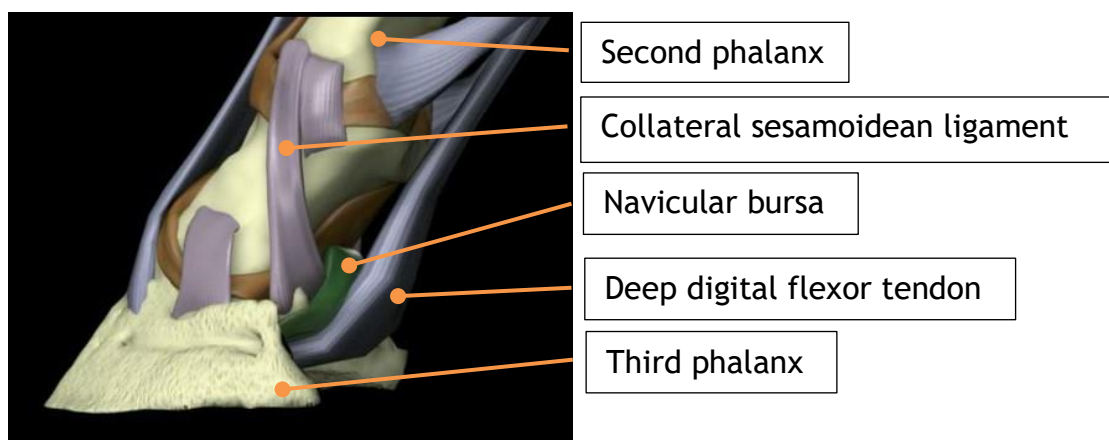 Second phalanx
Collateral sesamoidean ligament
Navicular bursa
Deep digital flexor tendon
Third phalanx